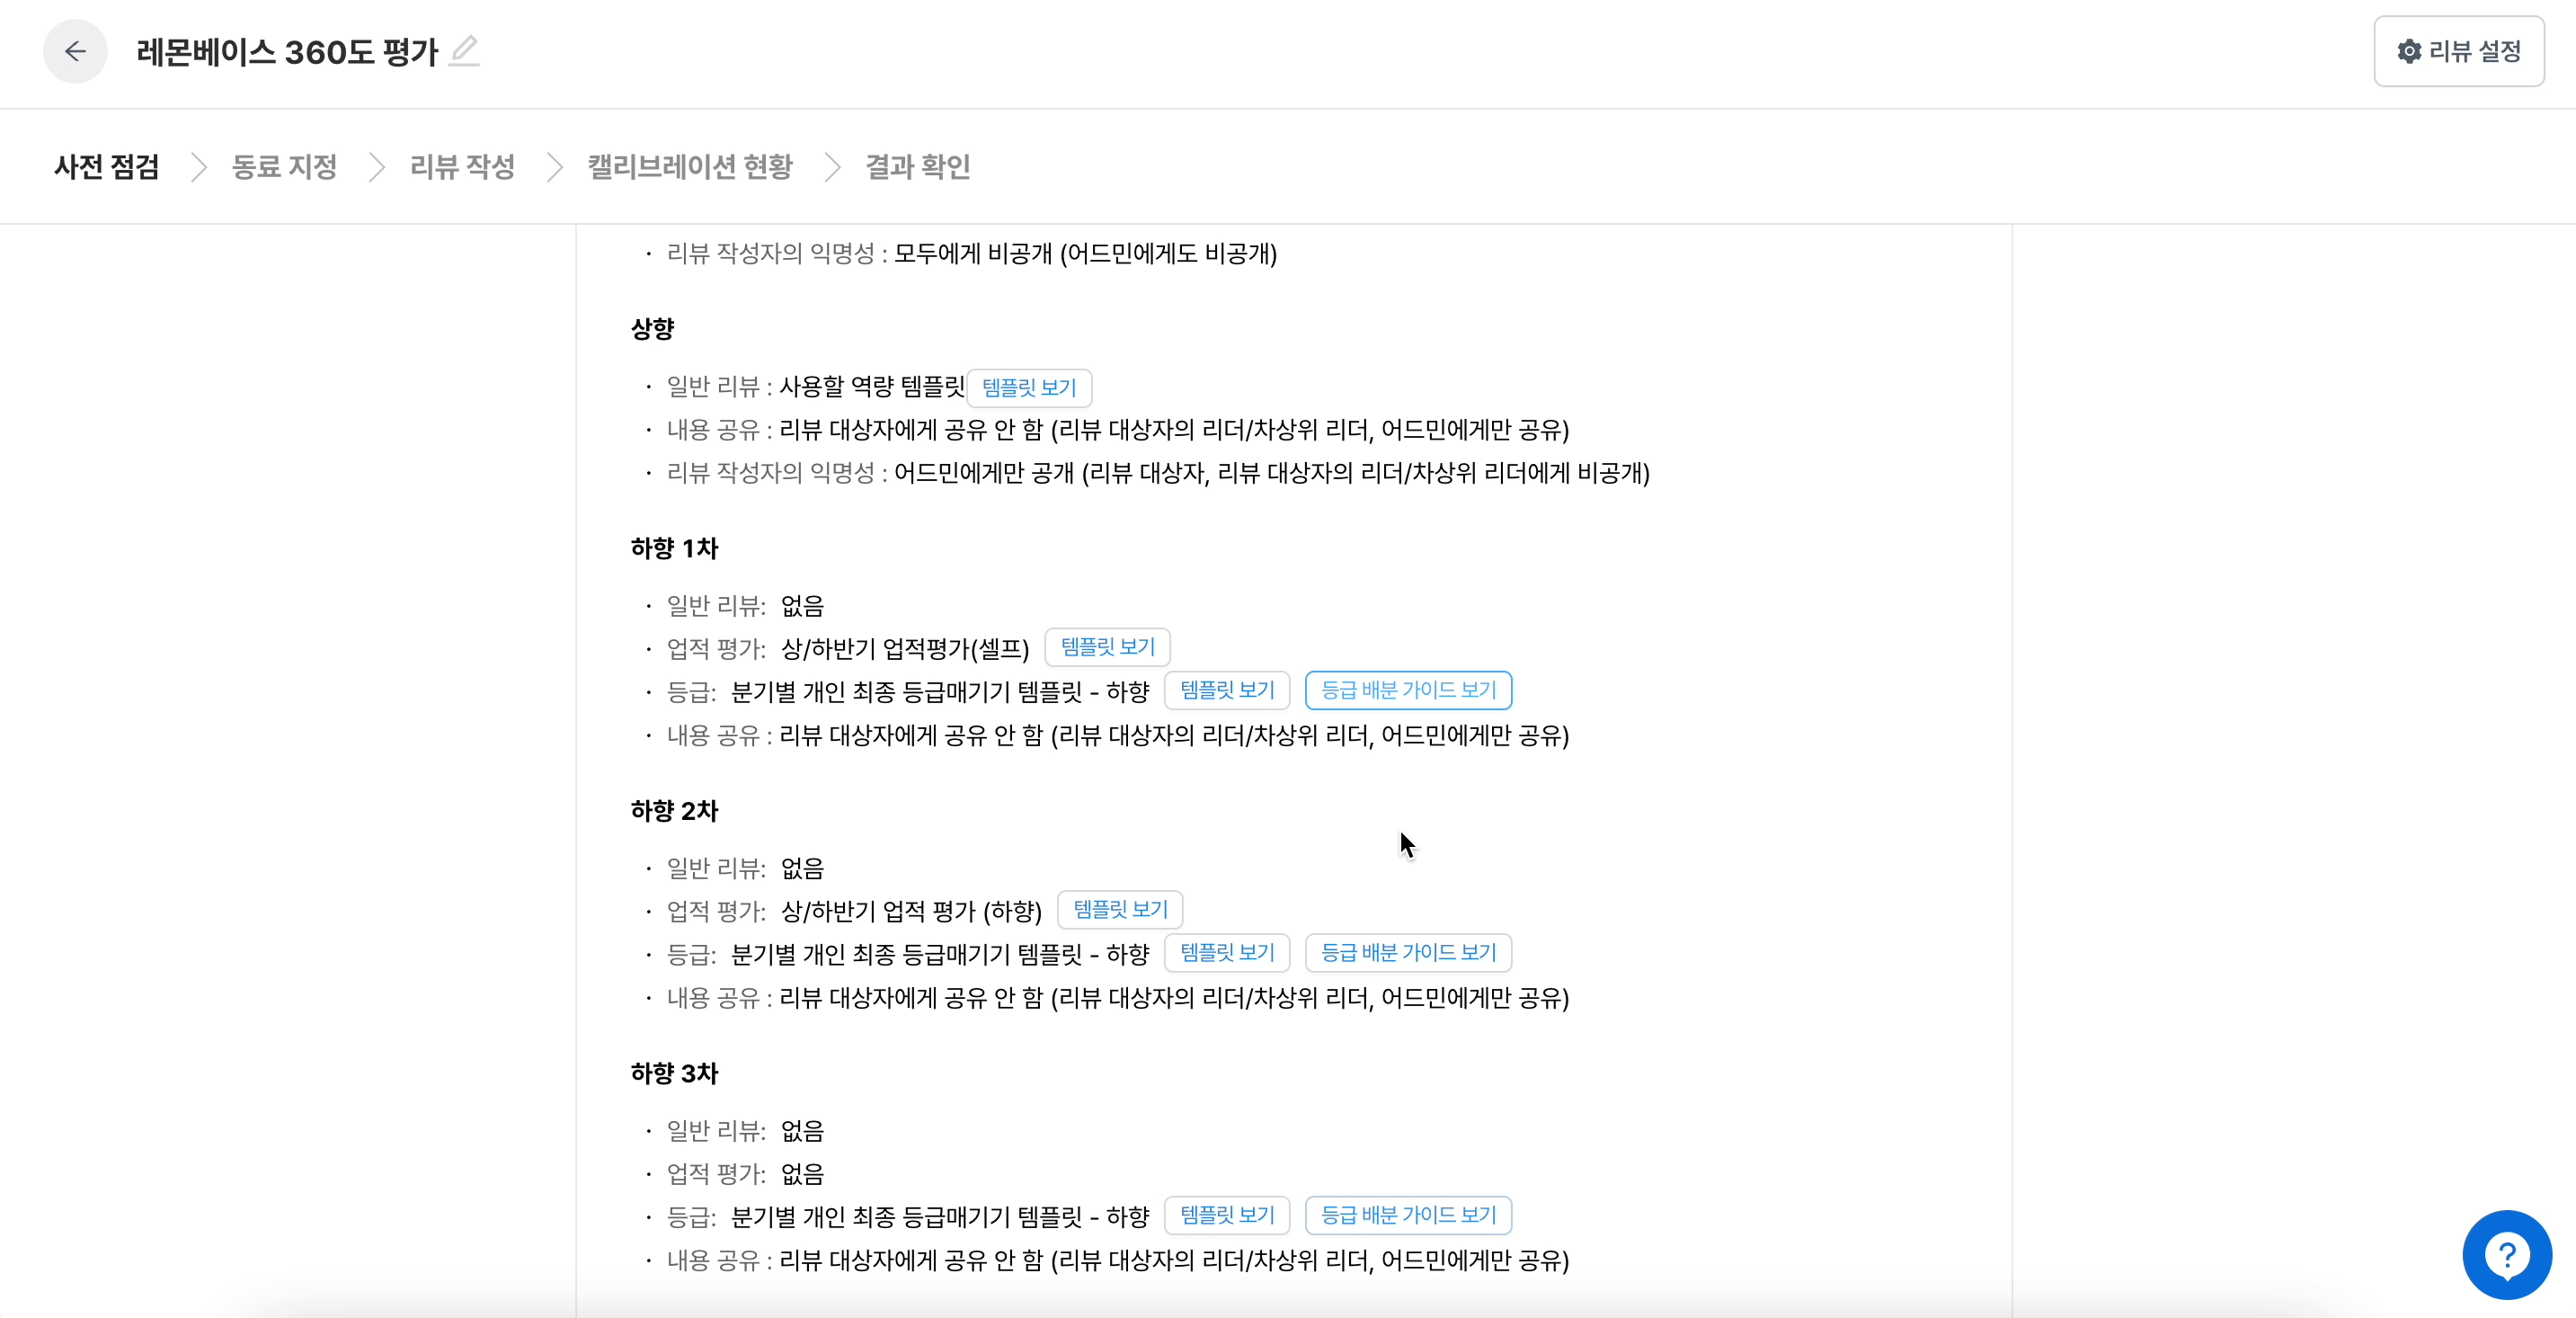 레몬베이스 360도 평가
리뷰 설정
사전 점검 동료 지정 리뷰 작성 캘리브레이션 현황 결과 확인
· 리뷰 작성자의 익명성 : 모두에게 비공개 (어드민에게도 비공개)
상향
· 일반 리뷰 : 사용할 역량 템플릿 템플릿 보기
· 내용 공유 : 리뷰 대상자에게 공유 안 함 (리뷰 대상자의 리더/차상위 리더, 어드민에게만 공유)
· 리뷰 작성자의 익명성 : 어드민에게만 공개 (리뷰 대상자, 리뷰 대상자의 리더/차상위 리더에게 비공개)
하향 1차
· 일반 리뷰: 없음
· 업적 평가: 상/하반기 업적평가(셀프) 템플릿 보기
· 등급: 분기별 개인 최종 등급매기기 템플릿 - 하향 템플릿 보기 등급 배분 가이드 보기
· 내용 공유 : 리뷰 대상자에게 공유 안 함 (리뷰 대상자의 리더/차상위 리더, 어드민에게만 공유)
하향 2차
· 일반 리뷰: 없음
· 업적 평가: 상/하반기 업적 평가 (하향) 템플릿 보기
· 등급: 분기별 개인 최종 등급매기기 템플릿 - 하향 템플릿 보기 등급 배분 가이드 보기
· 내용 공유 : 리뷰 대상자에게 공유 안 함 (리뷰 대상자의 리더/차상위 리더, 어드민에게만 공유)
하향 3차
· 일반 리뷰: 없음
· 업적 평가: 없음
· 등급: 분기별 개인 최종 등급매기기 템플릿 - 하향 템플릿 보기 등급 배분 가이드 보기
· 내용 공유 : 리뷰 대상자에게 공유 안 함 (리뷰 대상자의 리더/차상위 리더, 어드민에게만 공유)